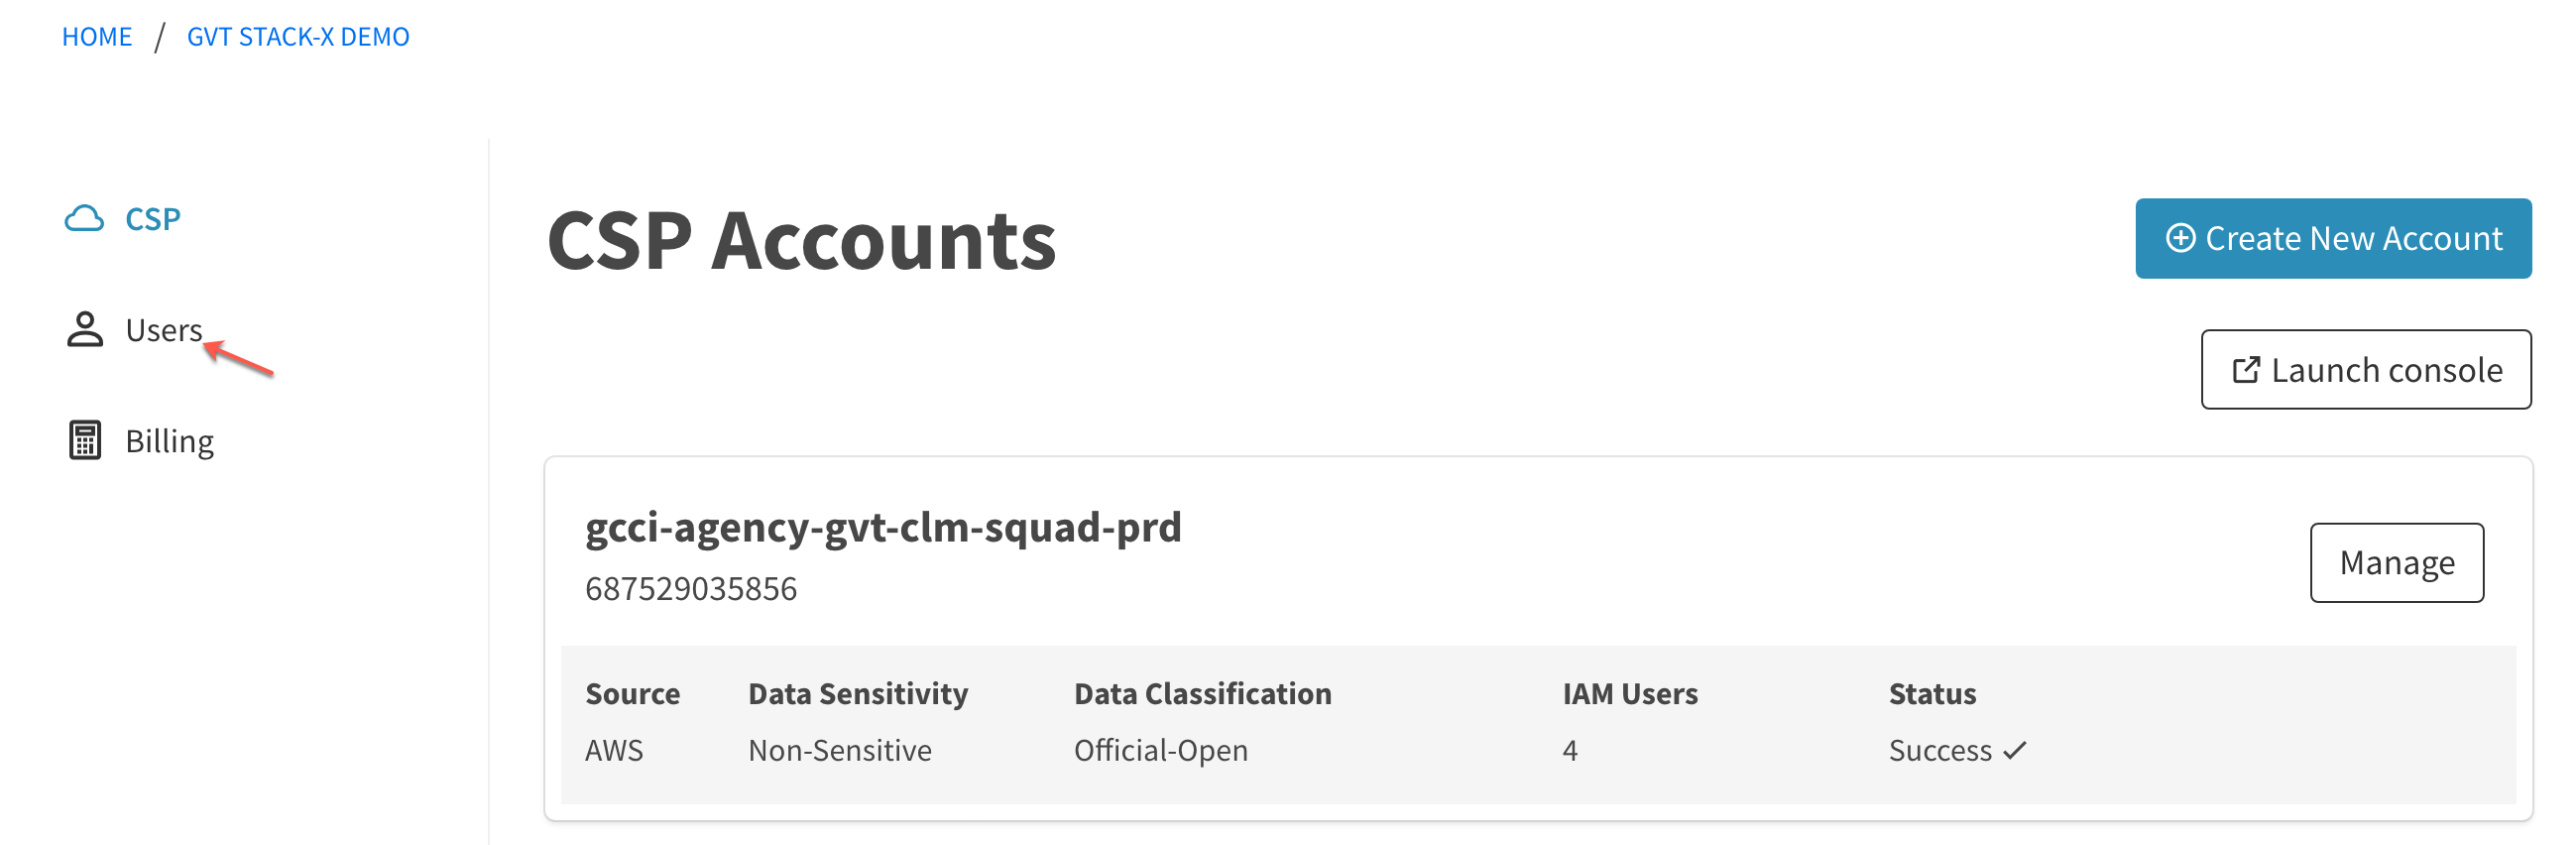 HOME / GVT STACK-X DEMO
CSP
Users
Billing
CSP Accounts
Create New Account
Launch console
gcci-agency-gvt-clm-squad-prd
687529035856
Manage
Source Data Sensitivity Data Classification IAM Users Status
AWS Non-Sensitive Official-Open 4 Success ✓